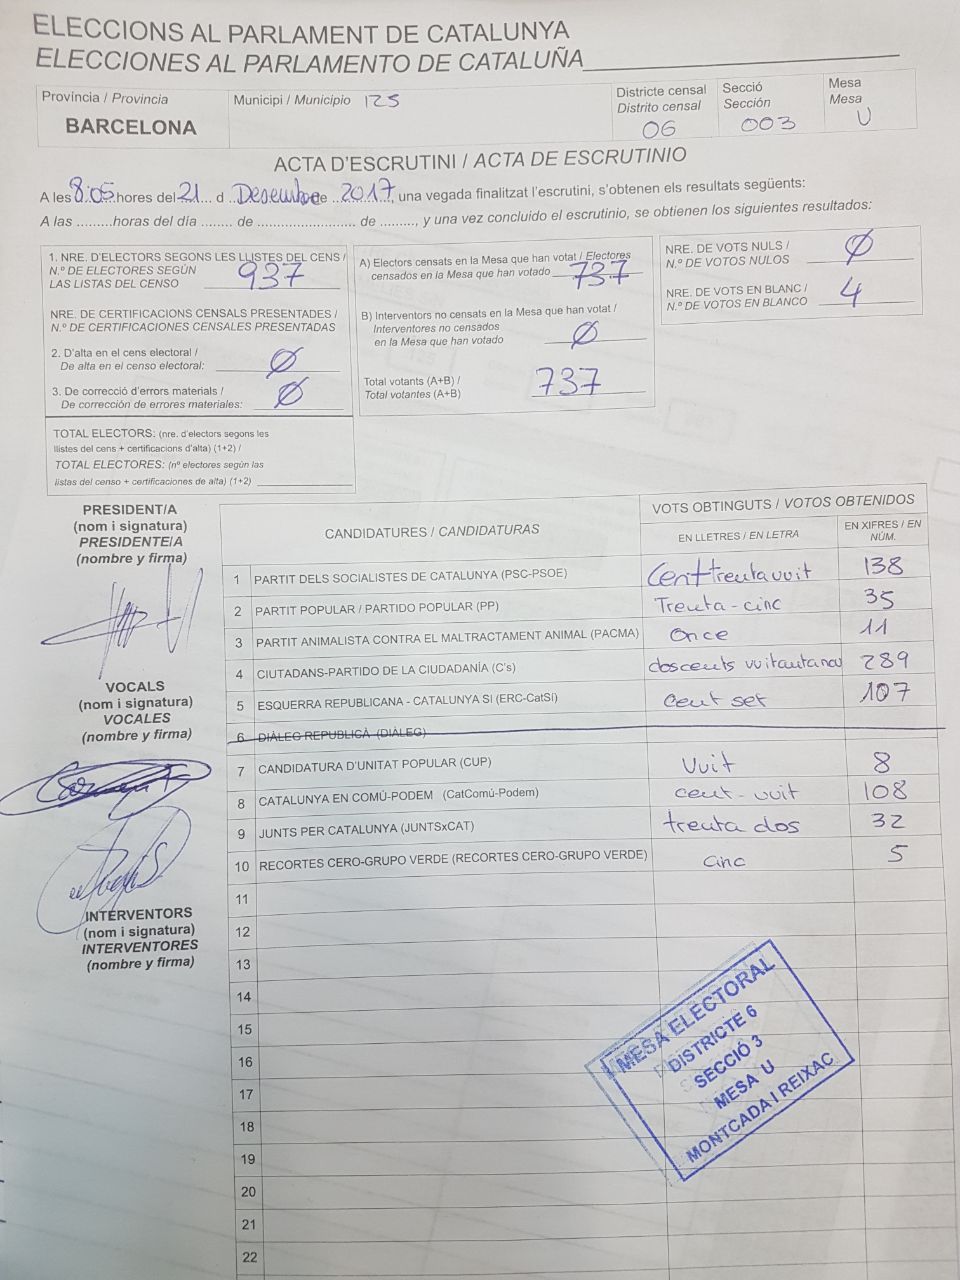 ELECCIONS AL PARLAMENT DE CATALUNYA
ELECCIONES AL PARLAMENTO DE CATALUÑA
Provincia / Provincia
BARCELONA
Municipi / Municipio 125
Districte censal
Distrito censal
06
Secció
Sección
003
Mesa
Mesa
U
ACTA D'ESCRUTINI / ACTA DE ESCRUTINIO
A les 8:05 hores del 21 d Desembre de 2017, una vegada finalitzat l'escrutini, s'obtenen els resultats següents:
A las .........horas del día ........ de ......................... de ........., y una vez concluido el escrutinio, se obtienen los siguientes resultados:
1. NRE. D'ELECTORS SEGONS LES LLISTES DEL CENS /
N.º DE ELECTORES SEGÚN
LAS LISTAS DEL CENSO 937
NRE. DE CERTIFICACIONS CENSALS PRESENTADES /
N.º DE CERTIFICACIONES CENSALES PRESENTADAS
2. D'alta en el cens electoral /
De alta en el censo electoral: Ø
3. De correcció d'errors materials /
De corrección de errores materiales: Ø
TOTAL ELECTORS: (nre. d'electors segons les
llistes del cens + certificacions d'alta) (1+2) /
TOTAL ELECTORES: (nº electores según las
listas del censo + certificaciones de alta) (1+2)
A) Electors censats en la Mesa que han votat / Electores
censados en la Mesa que han votado 737
B) Interventors no censats en la Mesa que han votat /
Interventores no censados
en la Mesa que han votado Ø
Total votants (A+B) /
Total votantes (A+B) 737
NRE. DE VOTS NULS /
N.º DE VOTOS NULOS Ø
NRE. DE VOTS EN BLANC /
N.º DE VOTOS EN BLANCO 4
PRESIDENT/A
(nom i signatura)
PRESIDENTE/A
(nombre y firma)
VOCALS
(nom i signatura)
VOCALES
(nombre y firma)
INTERVENTORS
(nom i signatura)
INTERVENTORES
(nombre y firma)
CANDIDATURES / CANDIDATURAS
VOTS OBTINGUTS / VOTOS OBTENIDOS
EN LLETRES / EN LETRA
EN XIFRES / EN NÚM.
1 PARTIT DELS SOCIALISTES DE CATALUNYA (PSC-PSOE) Cent trenta vuit 138
2 PARTIT POPULAR / PARTIDO POPULAR (PP) Trenta-cinc 35
3 PARTIT ANIMALISTA CONTRA EL MALTRACTAMENT ANIMAL (PACMA) once 11
4 CIUTADANS-PARTIDO DE LA CIUDADANÍA (C's) doscents vuitantanou 289
5 ESQUERRA REPUBLICANA - CATALUNYA SI (ERC-CatSí) cent set 107
6 DIÀLEG REPUBLICÀ (DIÀLEG)
7 CANDIDATURA D'UNITAT POPULAR (CUP) Vuit 8
8 CATALUNYA EN COMÚ-PODEM (CatComú-Podem) cent-vuit 108
9 JUNTS PER CATALUNYA (JUNTSxCAT) trenta dos 32
10 RECORTES CERO-GRUPO VERDE (RECORTES CERO-GRUPO VERDE) cinc 5
11
12
13
14
15
16
17
18
19
20
21
22
MESA ELECTORAL
DISTRICTE 6
SECCIÓ 3
MESA U
MONTCADA I REIXAC